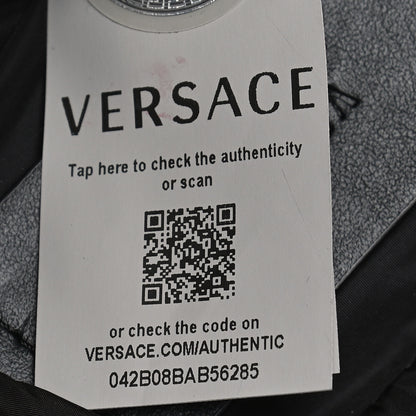 VERSACE
Tap here to check the authenticity
or scan
or check the code on
VERSACE.COM/AUTHENTIC
042B08BAB56285